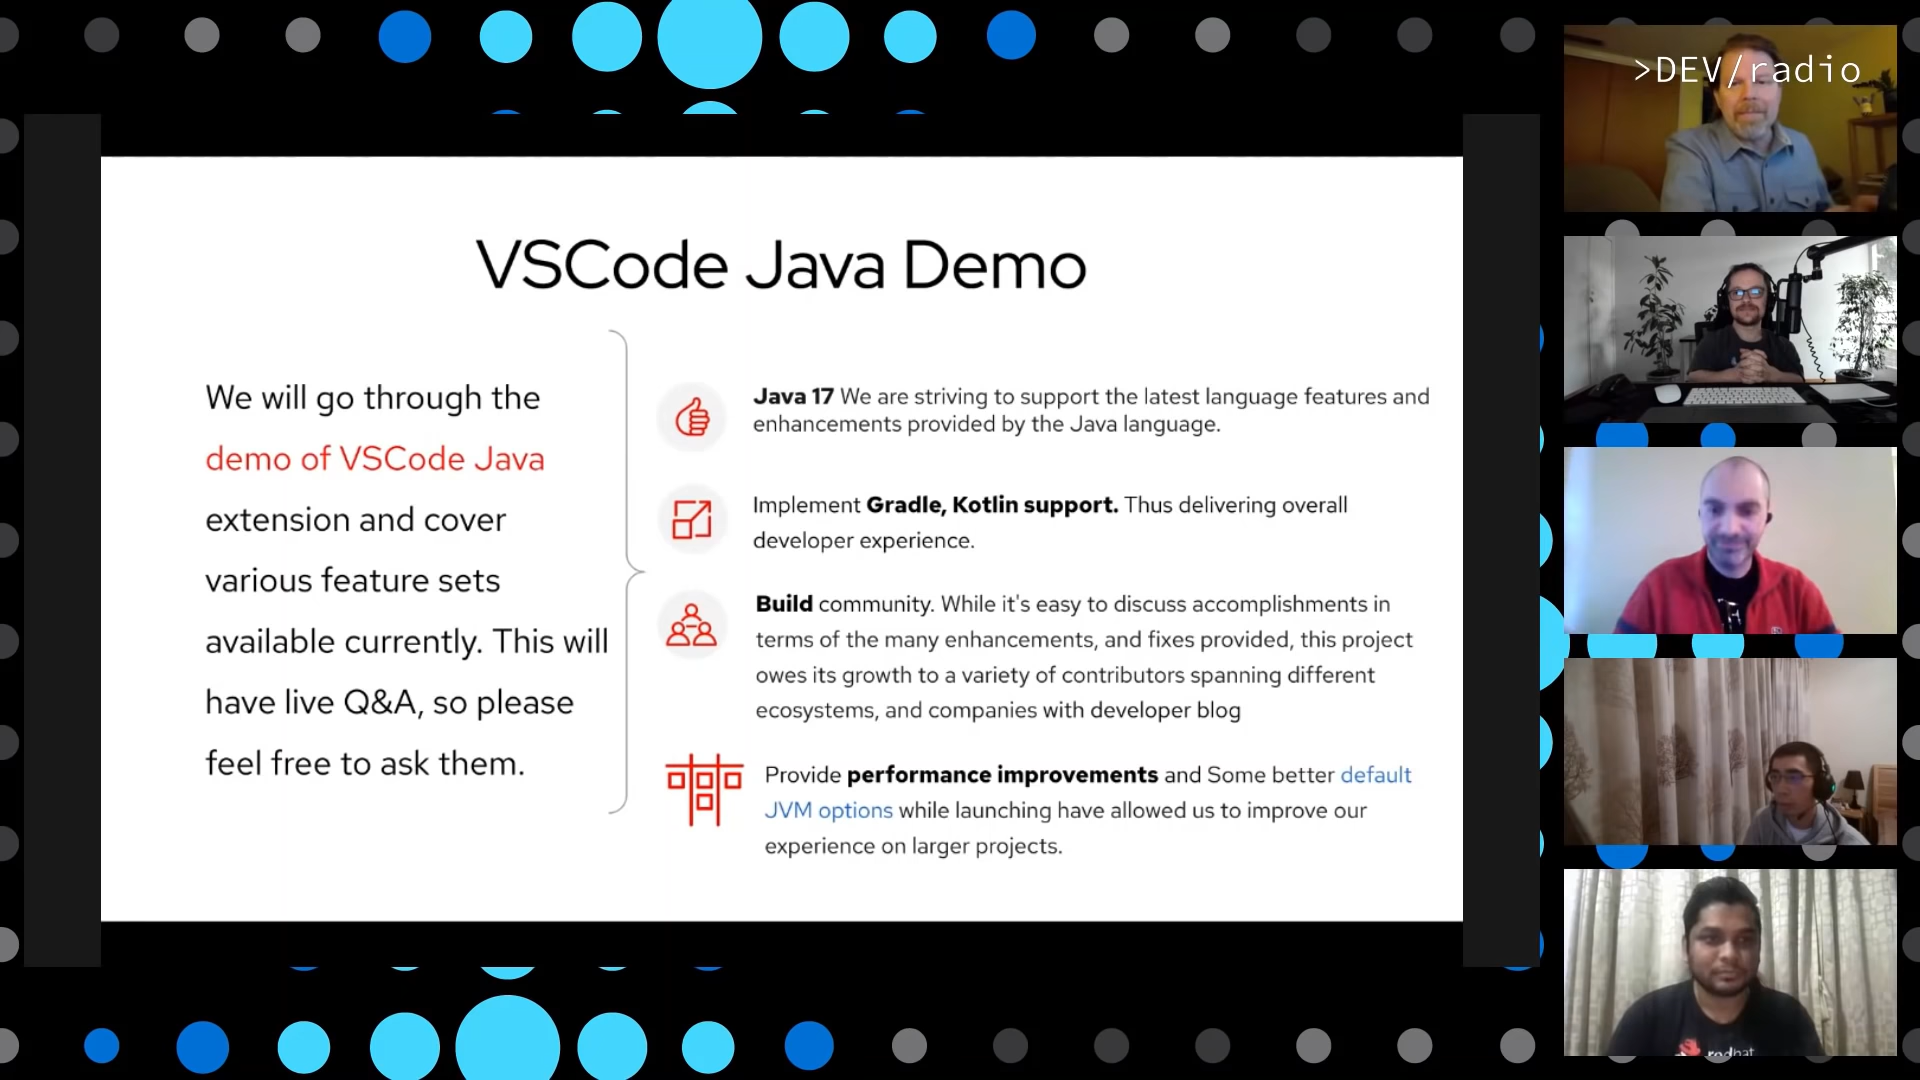 >DEV/radio
VSCode Java Demo
We will go through the
demo of VSCode Java
extension and cover
various feature sets
available currently. This will
have live Q&A, so please
feel free to ask them.
Java 17 We are striving to support the latest language features and
enhancements provided by the Java language.
Implement Gradle, Kotlin support. Thus delivering overall
developer experience.
Build community. While it's easy to discuss accomplishments in
terms of the many enhancements, and fixes provided, this project
owes its growth to a variety of contributors spanning different
ecosystems, and companies with developer blog
Provide performance improvements and Some better default
JVM options while launching have allowed us to improve our
experience on larger projects.
redhat